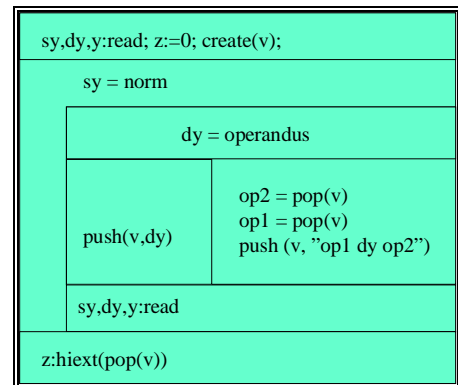 sy,dy,y:read; z:=0; create(v);
sy = norm
dy = operandus
push(v,dy)
op2 = pop(v)
op1 = pop(v)
push (v, ”op1 dy op2”)
sy,dy,y:read
z:hiext(pop(v))